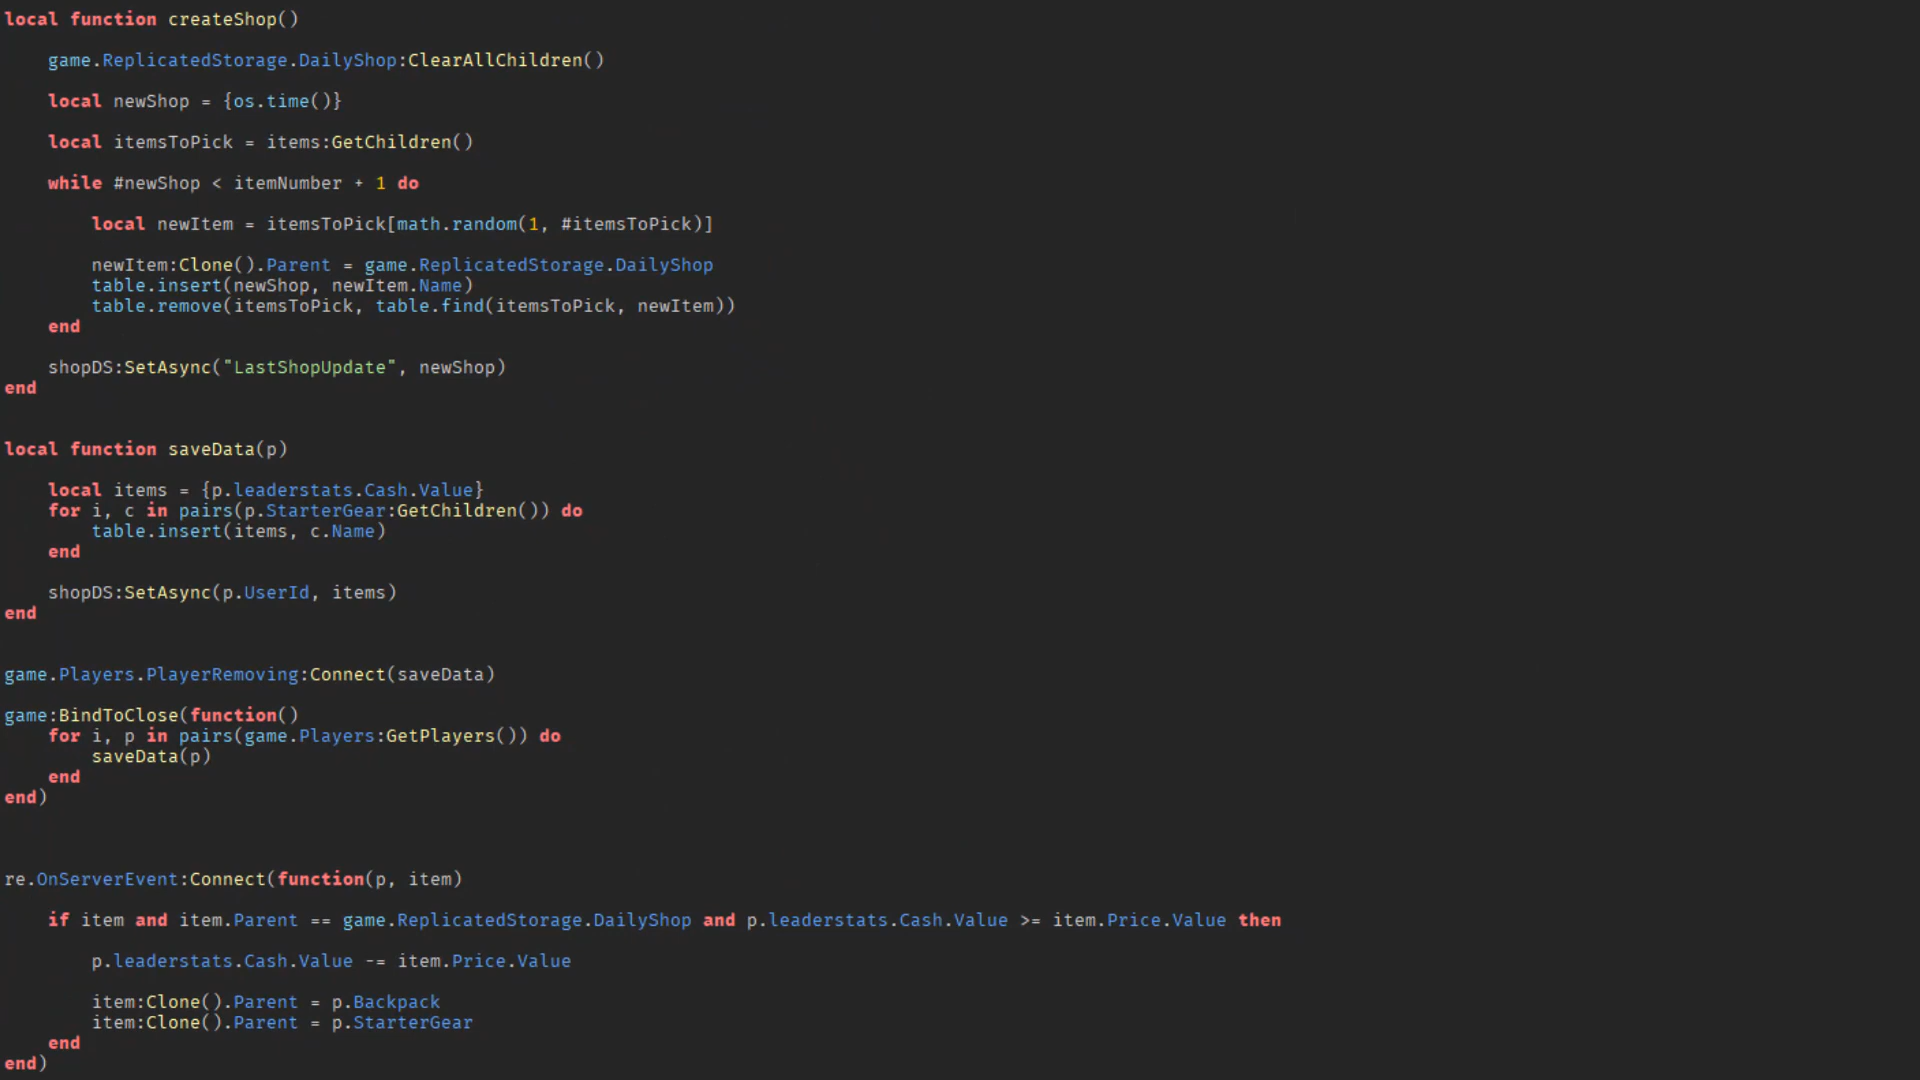 local function createShop()
game.ReplicatedStorage.DailyShop:ClearAllChildren()
local newShop = {os.time()}
local itemsToPick = items:GetChildren()
while #newShop < itemNumber + 1 do
local newItem = itemsToPick[math.random(1, #itemsToPick)]
newItem:Clone().Parent = game.ReplicatedStorage.DailyShop
table.insert(newShop, newItem.Name)
table.remove(itemsToPick, table.find(itemsToPick, newItem))
end
shopDS:SetAsync("LastShopUpdate", newShop)
end
local function saveData(p)
local items = {p.leaderstats.Cash.Value}
for i, c in pairs(p.StarterGear:GetChildren()) do
table.insert(items, c.Name)
end
shopDS:SetAsync(p.UserId, items)
end
game.Players.PlayerRemoving:Connect(saveData)
game:BindToClose(function()
for i, p in pairs(game.Players:GetPlayers()) do
saveData(p)
end
end)
re.OnServerEvent:Connect(function(p, item)
if item and item.Parent == game.ReplicatedStorage.DailyShop and p.leaderstats.Cash.Value >= item.Price.Value then
p.leaderstats.Cash.Value -= item.Price.Value
item:Clone().Parent = p.Backpack
item:Clone().Parent = p.StarterGear
end
end)